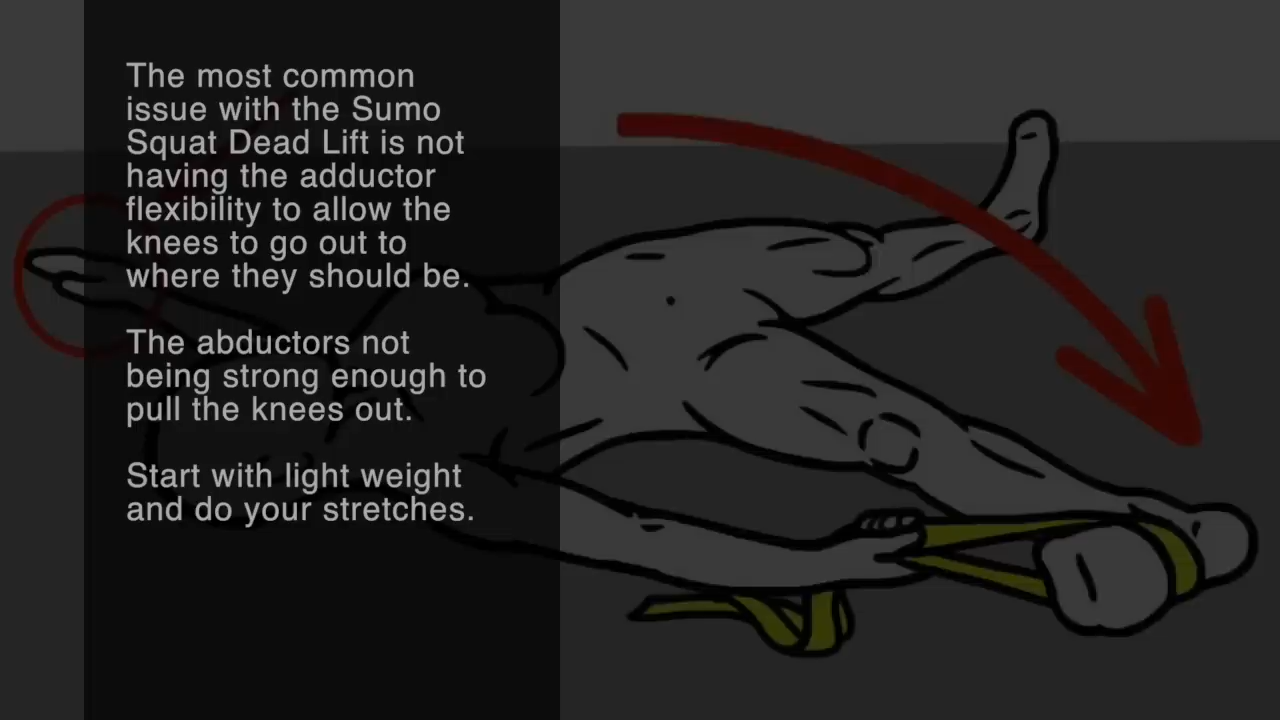 The most common
issue with the Sumo
Squat Dead Lift is not
having the adductor
flexibility to allow the
knees to go out to
where they should be.
The abductors not
being strong enough to
pull the knees out.
Start with light weight
and do your stretches.